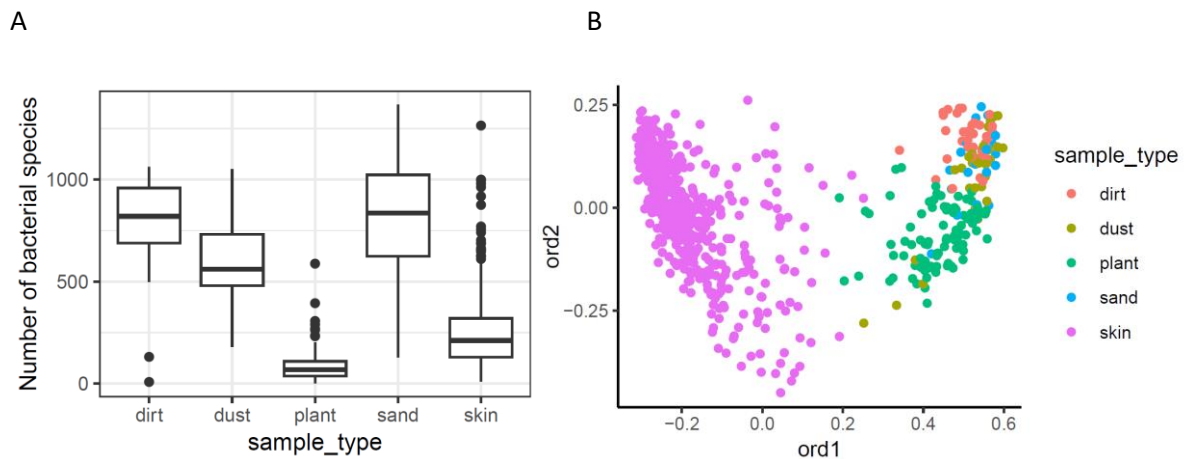 A
B
Number of bacterial species
1000
500
0
dirt
dust
plant
sand
skin
sample_type
ord2
0.25
0.00
−0.25
−0.2
0.0
0.2
0.4
0.6
ord1
sample_type
dirt
dust
plant
sand
skin